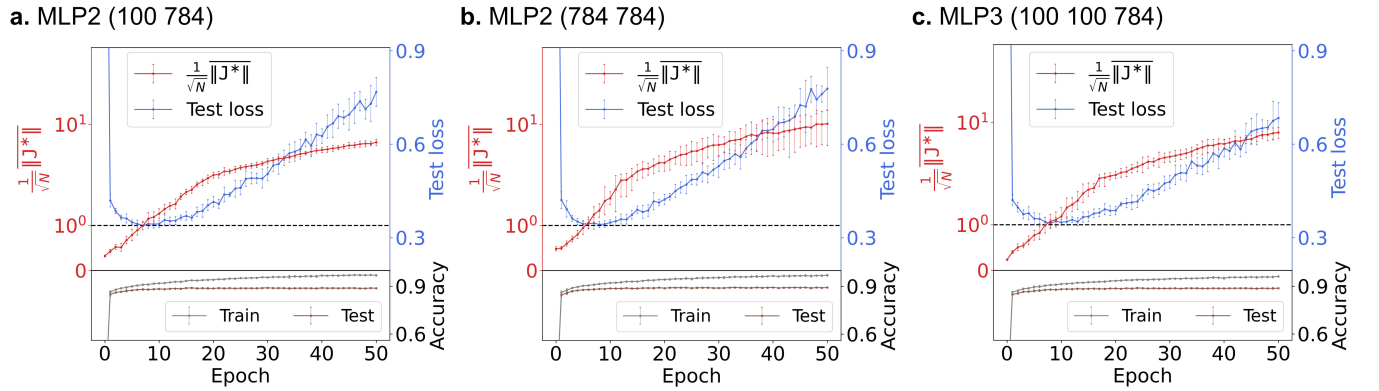 a. MLP2 (100 784)
10¹
10⁰
0
1/√N ‖J*‖
1/√N ‖J*‖
Test loss
0.9
0.6
0.3
Test loss
0.9
0.6
Accuracy
Train
Test
0 10 20 30 40 50
Epoch
b. MLP2 (784 784)
10¹
10⁰
0
1/√N ‖J*‖
1/√N ‖J*‖
Test loss
0.9
0.6
0.3
Test loss
0.9
0.6
Accuracy
Train
Test
0 10 20 30 40 50
Epoch
c. MLP3 (100 100 784)
10¹
10⁰
0
1/√N ‖J*‖
1/√N ‖J*‖
Test loss
0.9
0.6
0.3
Test loss
0.9
0.6
Accuracy
Train
Test
0 10 20 30 40 50
Epoch